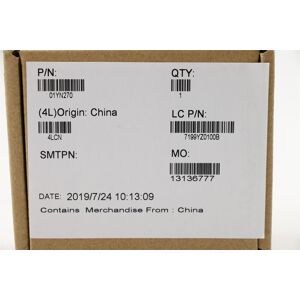 P/N: QTY:
01YN270 1
(4L)Origin: China LC P/N:
4LCN 7199YZ0100B
SMTPN: MO:
13136777
DATE: 2019/7/24 10:13:09
Contains Merchandise From : China